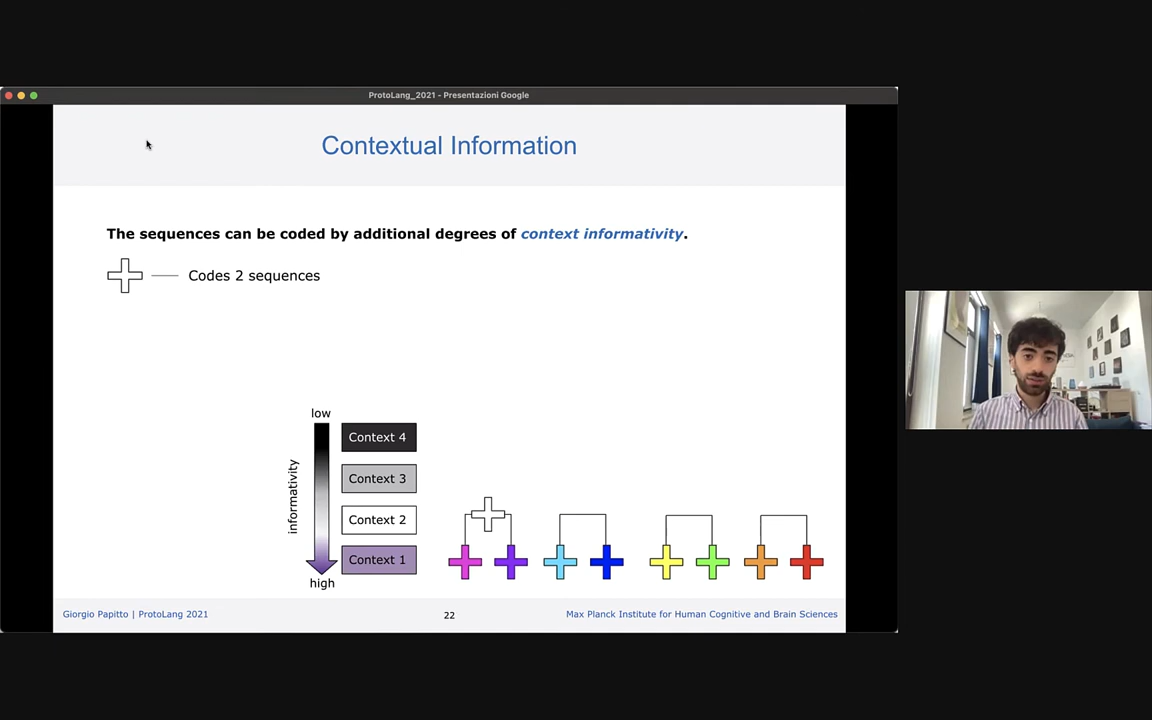 ProtoLang_2021 - Presentazioni Google
Contextual Information
The sequences can be coded by additional degrees of context informativity.
Codes 2 sequences
low
informativity
Context 4
Context 3
Context 2
Context 1
high
Giorgio Papitto | ProtoLang 2021
22
Max Planck Institute for Human Cognitive and Brain Sciences